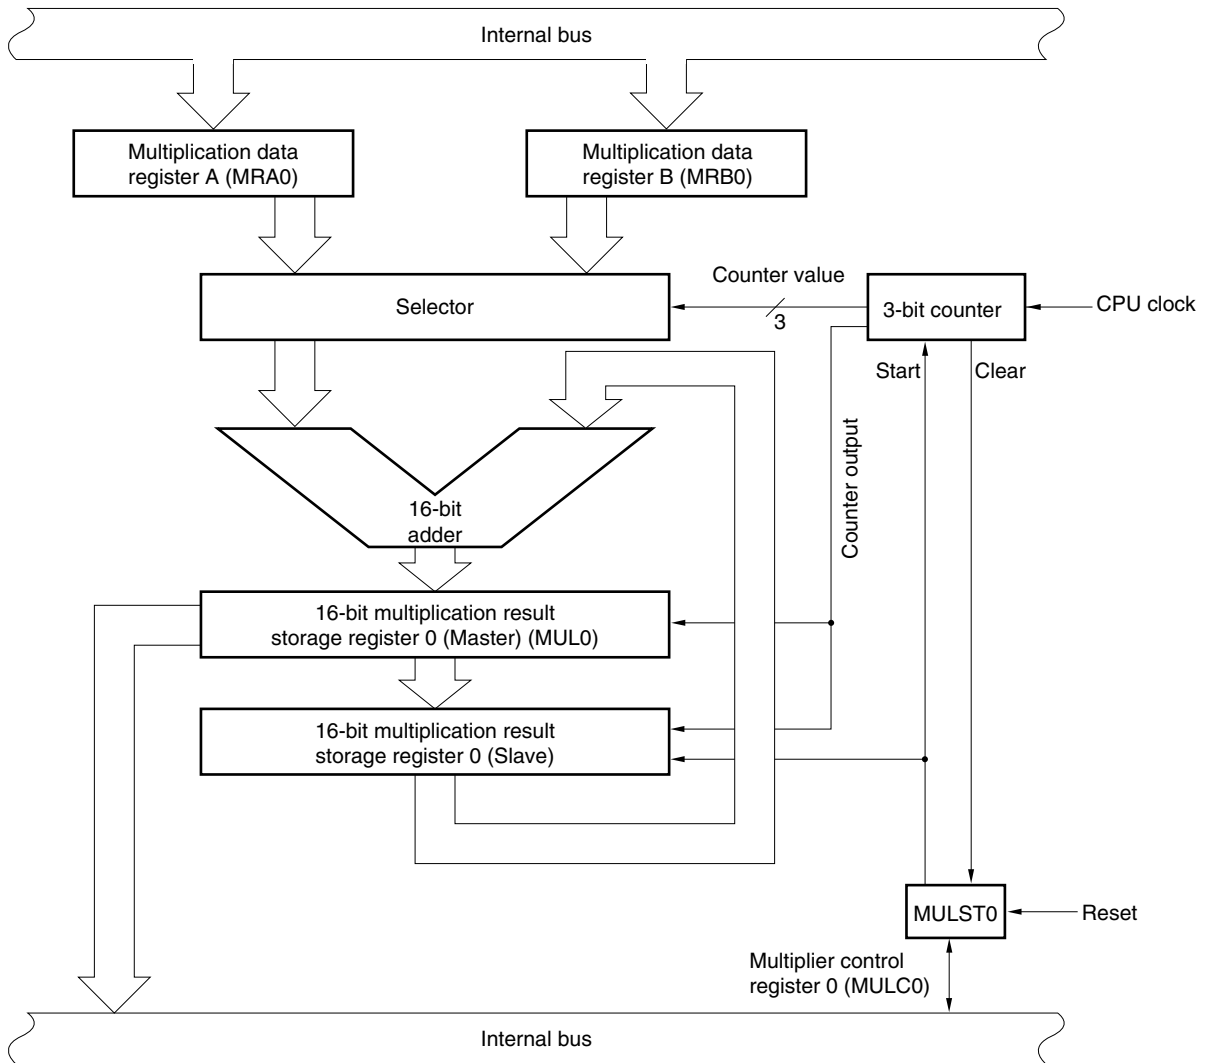 Internal bus
Multiplication data
register A (MRA0)
Multiplication data
register B (MRB0)
Counter value
3
Selector
3-bit counter
CPU clock
Start
Clear
Counter output
16-bit
adder
16-bit multiplication result
storage register 0 (Master) (MUL0)
16-bit multiplication result
storage register 0 (Slave)
MULST0
Reset
Multiplier control
register 0 (MULC0)
Internal bus